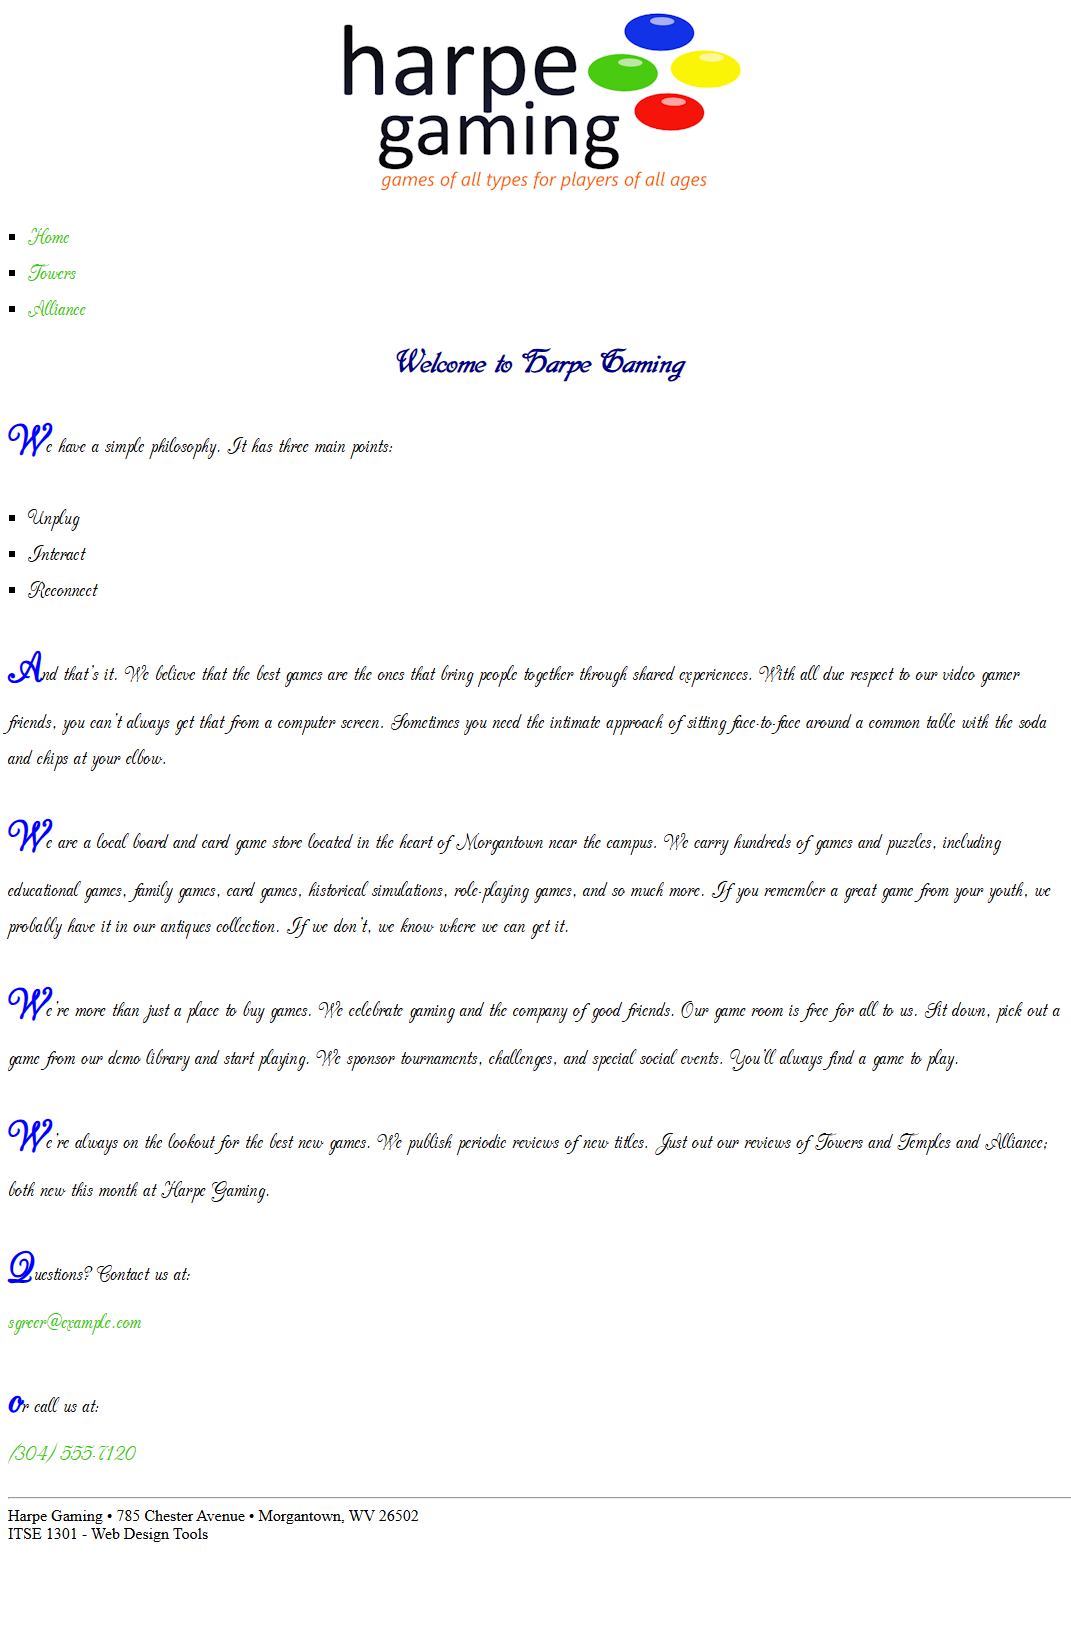 harpe
gaming
games of all types for players of all ages
Home
Towers
Alliance
Welcome to Harpe Gaming
We have a simple philosophy. It has three main points:
Unplug
Interact
Reconnect
And that's it. We believe that the best games are the ones that bring people together through shared experiences. With all due respect to our video gamer
friends, you can't always get that from a computer screen. Sometimes you need the intimate approach of sitting face-to-face around a common table with the soda
and chips at your elbow.
We are a local board and card game store located in the heart of Morgantown near the campus. We carry hundreds of games and puzzles, including
educational games, family games, card games, historical simulations, role-playing games, and so much more. If you remember a great game from your youth, we
probably have it in our antiques collection. If we don't, we know where we can get it.
We're more than just a place to buy games. We celebrate gaming and the company of good friends. Our game room is free for all to us. Sit down, pick out a
game from our demo library and start playing. We sponsor tournaments, challenges, and special social events. You'll always find a game to play.
We're always on the lookout for the best new games. We publish periodic reviews of new titles. Just out our reviews of Towers and Temples and Alliance;
both new this month at Harpe Gaming.
Questions? Contact us at:
sgreer@example.com
or call us at:
(304) 555-7120
Harpe Gaming • 785 Chester Avenue • Morgantown, WV 26502
ITSE 1301 - Web Design Tools